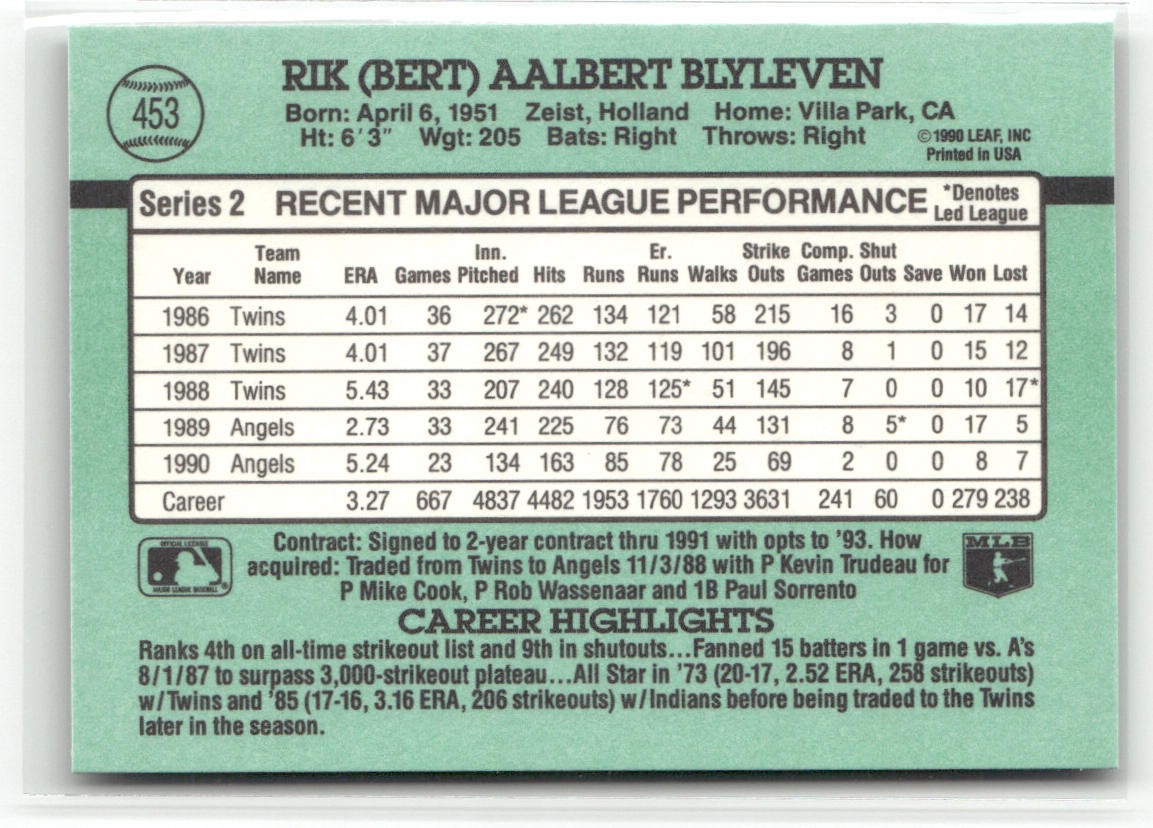 RIK (BERT) AALBERT BLYLEVEN
453
Born: April 6, 1951 Zeist, Holland Home: Villa Park, CA
Ht: 6'3" Wgt: 205 Bats: Right Throws: Right
©1990 LEAF, INC
Printed in USA
Series 2 RECENT MAJOR LEAGUE PERFORMANCE *Denotes
Led League
Team Inn. Er. Strike Comp. Shut
Year Name ERA Games Pitched Hits Runs Runs Walks Outs Games Outs Save Won Lost
1986 Twins 4.01 36 272* 262 134 121 58 215 16 3 0 17 14
1987 Twins 4.01 37 267 249 132 119 101 196 8 1 0 15 12
1988 Twins 5.43 33 207 240 128 125* 51 145 7 0 0 10 17*
1989 Angels 2.73 33 241 225 76 73 44 131 8 5* 0 17 5
1990 Angels 5.24 23 134 163 85 78 25 69 2 0 0 8 7
Career 3.27 667 4837 4482 1953 1760 1293 3631 241 60 0 279 238
OFFICIAL LICENSEE
MAJOR LEAGUE BASEBALL
®
MLB
Contract: Signed to 2-year contract thru 1991 with opts to '93. How
acquired: Traded from Twins to Angels 11/3/88 with P Kevin Trudeau for
P Mike Cook, P Rob Wassenaar and 1B Paul Sorrento
CAREER HIGHLIGHTS
Ranks 4th on all-time strikeout list and 9th in shutouts...Fanned 15 batters in 1 game vs. A's
8/1/87 to surpass 3,000-strikeout plateau...All Star in '73 (20-17, 2.52 ERA, 258 strikeouts)
w/Twins and '85 (17-16, 3.16 ERA, 206 strikeouts) w/Indians before being traded to the Twins
later in the season.